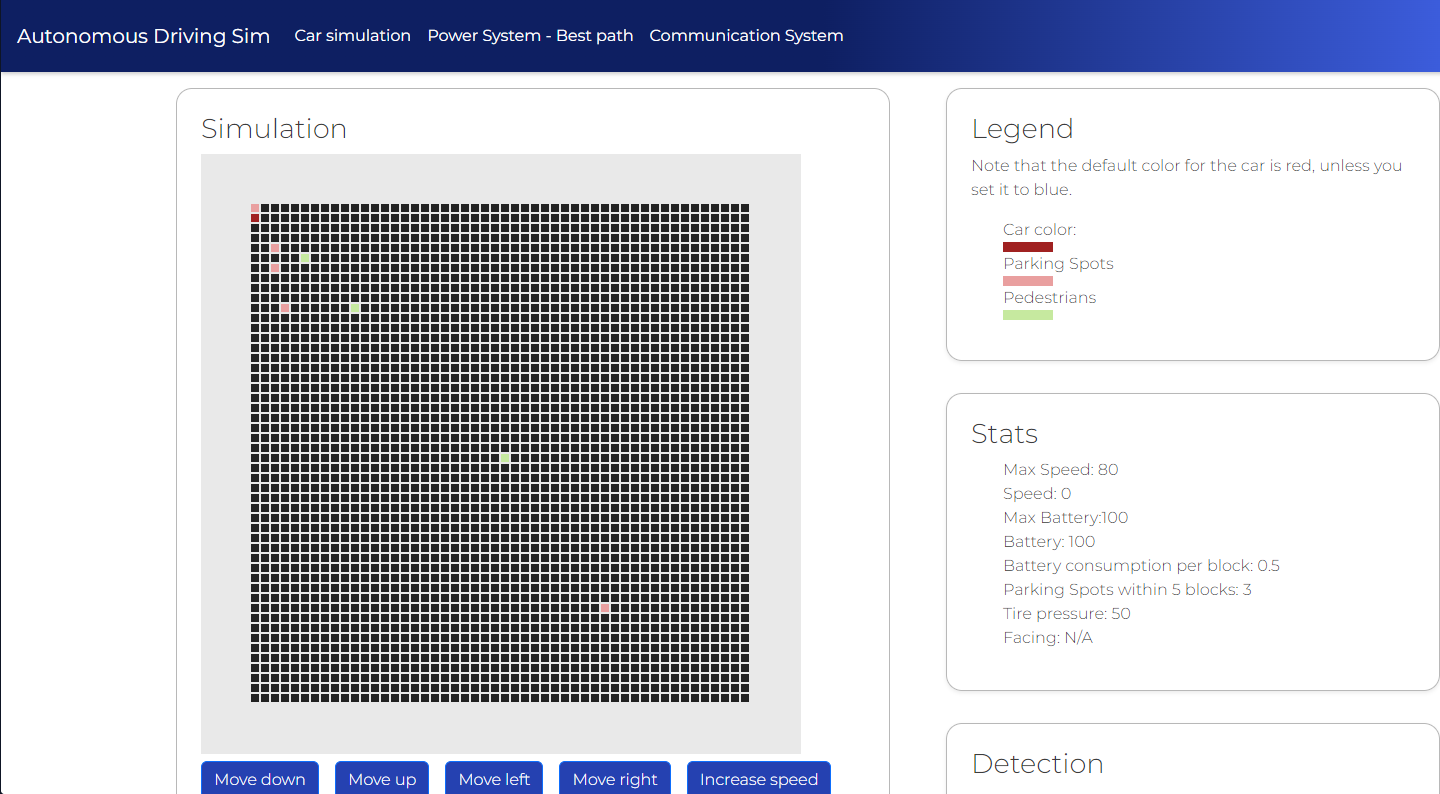 Autonomous Driving Sim Car simulation Power System - Best path Communication System
Simulation
Move down Move up Move left Move right Increase speed
Legend
Note that the default color for the car is red, unless you
set it to blue.
Car color:
Parking Spots
Pedestrians
Stats
Max Speed: 80
Speed: 0
Max Battery:100
Battery: 100
Battery consumption per block: 0.5
Parking Spots within 5 blocks: 3
Tire pressure: 50
Facing: N/A
Detection